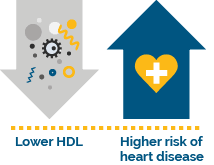 Lower HDL
Higher risk of
heart disease